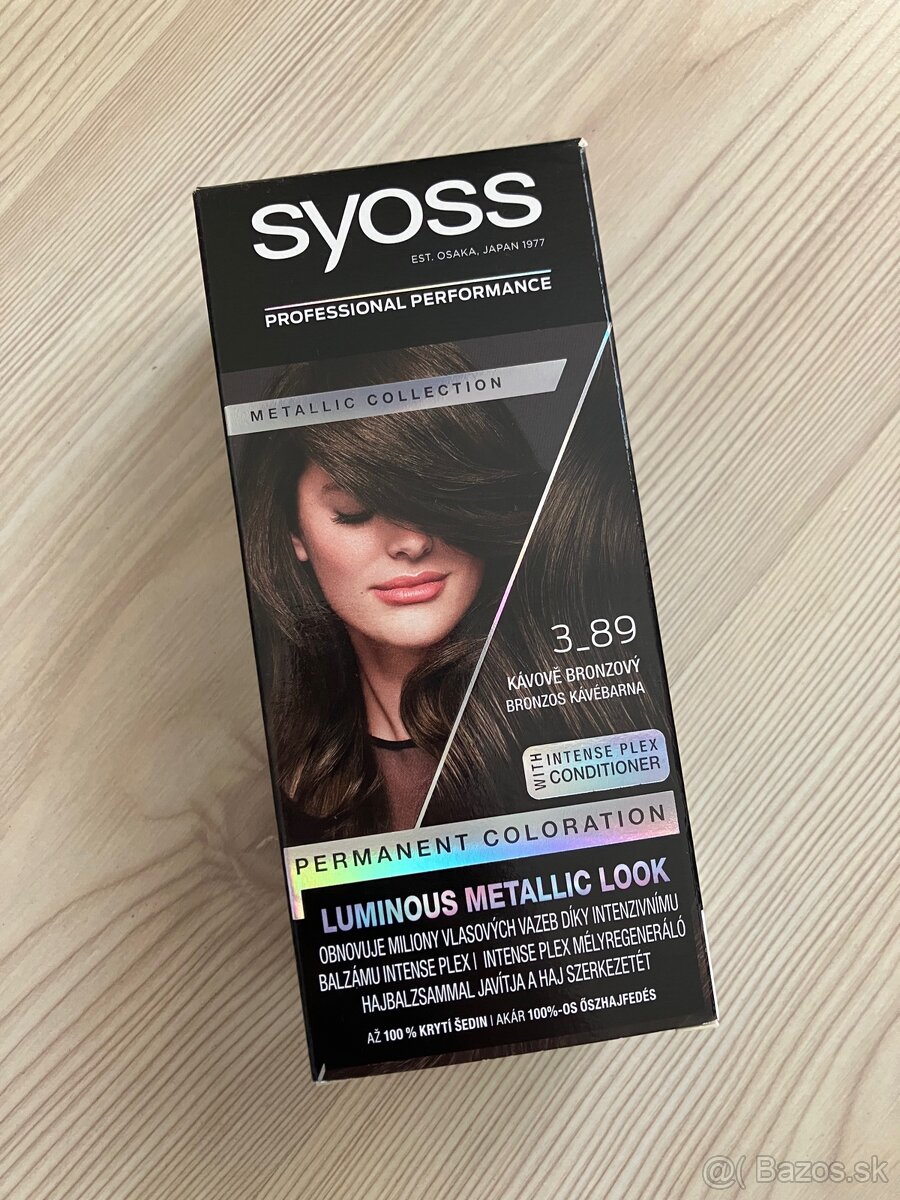 syoss
EST. OSAKA, JAPAN 1977
PROFESSIONAL PERFORMANCE
METALLIC COLLECTION
3_89
KÁVOVĚ BRONZOVÝ
BRONZOS KÁVÉBARNA
WITH INTENSE PLEX
CONDITIONER
PERMANENT COLORATION
LUMINOUS METALLIC LOOK
OBNOVUJE MILIONY VLASOVÝCH VAZEB DÍKY INTENZIVNÍMU
BALZÁMU INTENSE PLEX | INTENSE PLEX MÉLYREGENERÁLÓ
HAJBALZSAMMAL JAVÍTJA A HAJ SZERKEZETÉT
AŽ 100 % KRYTÍ ŠEDIN | AKÁR 100%-OS ŐSZHAJFEDÉS
@( Bazos.sk